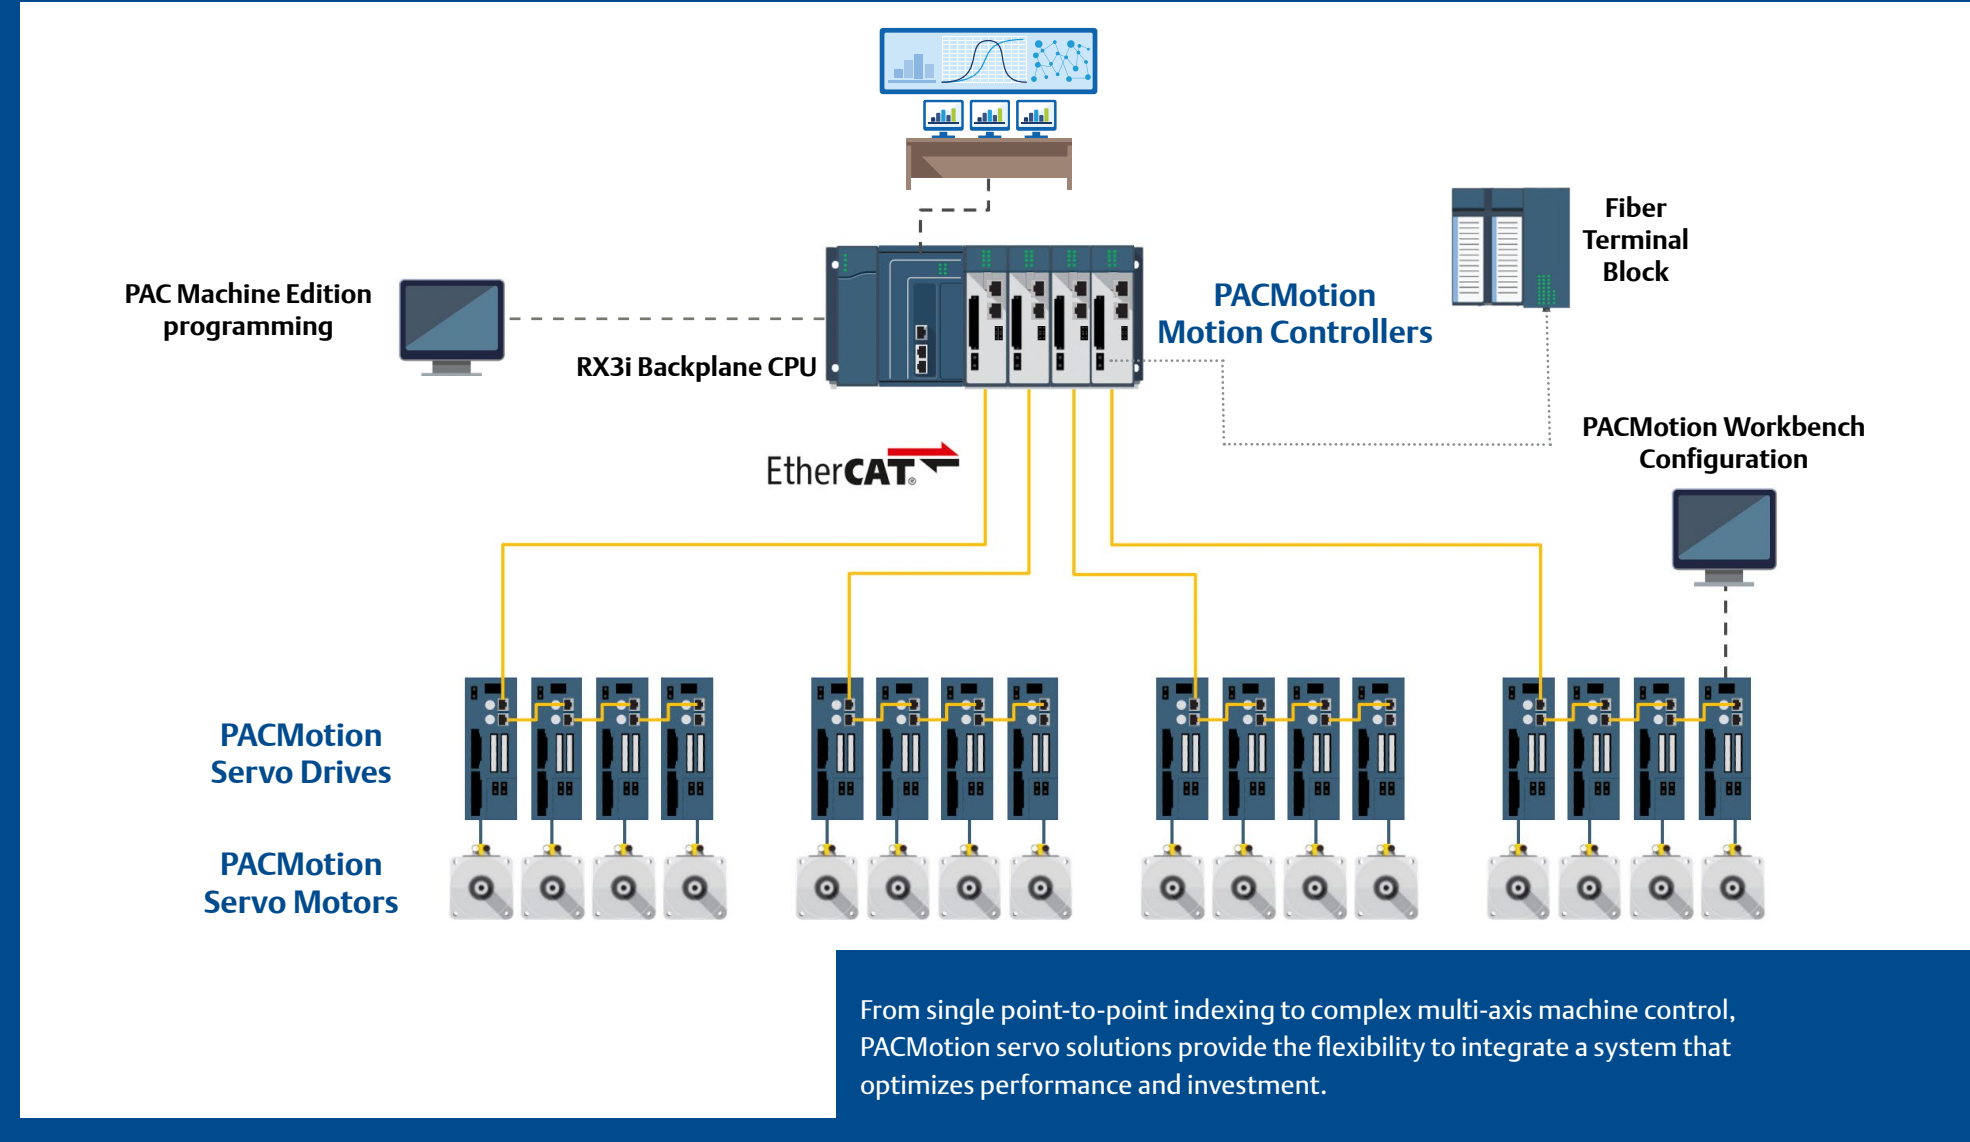 Fiber
Terminal
Block
PAC Machine Edition
programming
PACMotion
Motion Controllers
RX3i Backplane CPU
EtherCAT®
PACMotion Workbench
Configuration
PACMotion
Servo Drives
PACMotion
Servo Motors
From single point-to-point indexing to complex multi-axis machine control,
PACMotion servo solutions provide the flexibility to integrate a system that
optimizes performance and investment.